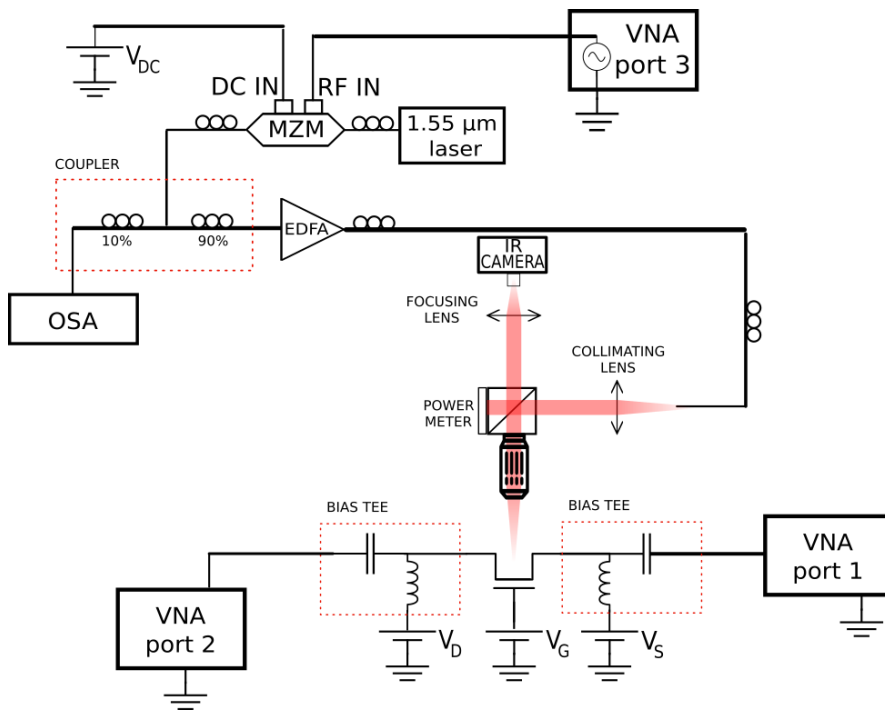 VNA
port 3
V_DC
DC IN
RF IN
MZM
1.55 µm
laser
COUPLER
10%
90%
EDFA
OSA
IR
CAMERA
FOCUSING
LENS
COLLIMATING
LENS
POWER
METER
BIAS TEE
BIAS TEE
VNA
port 1
VNA
port 2
V_D
V_G
V_S